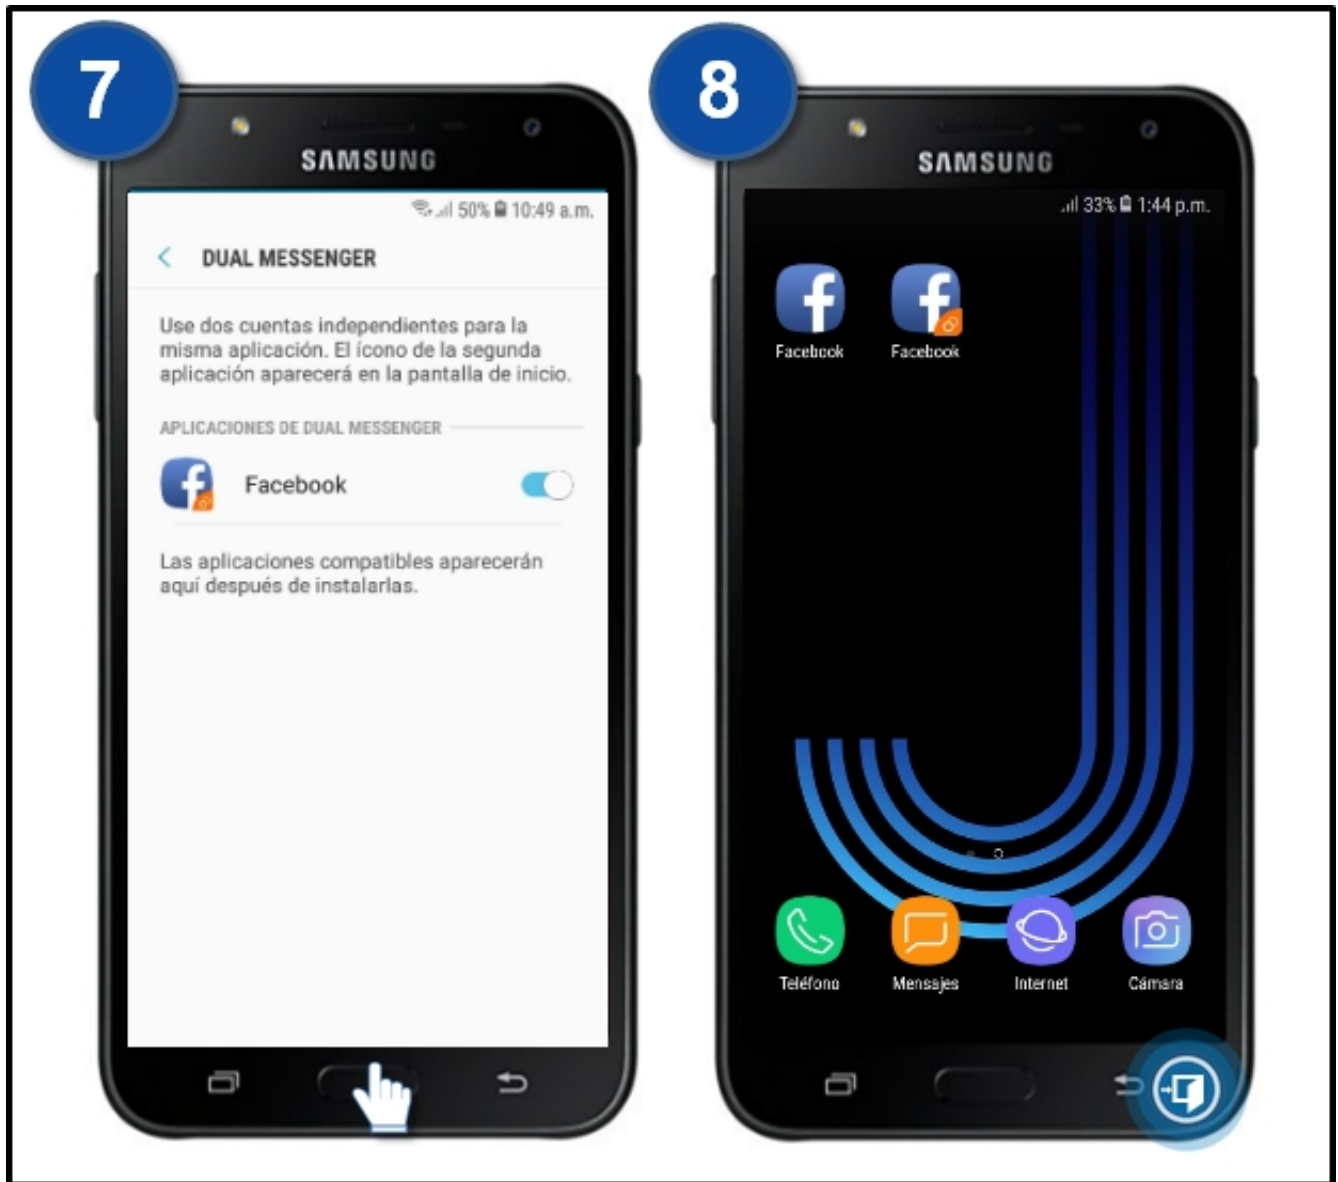 7
SAMSUNG
50% 10:49 a.m.
DUAL MESSENGER
Use dos cuentas independientes para la
misma aplicación. El ícono de la segunda
aplicación aparecerá en la pantalla de inicio.
APLICACIONES DE DUAL MESSENGER
Facebook
Las aplicaciones compatibles aparecerán
aquí después de instalarlas.
8
SAMSUNG
33% 1:44 p.m.
Facebook Facebook
Teléfono Mensajes Internet Cámara